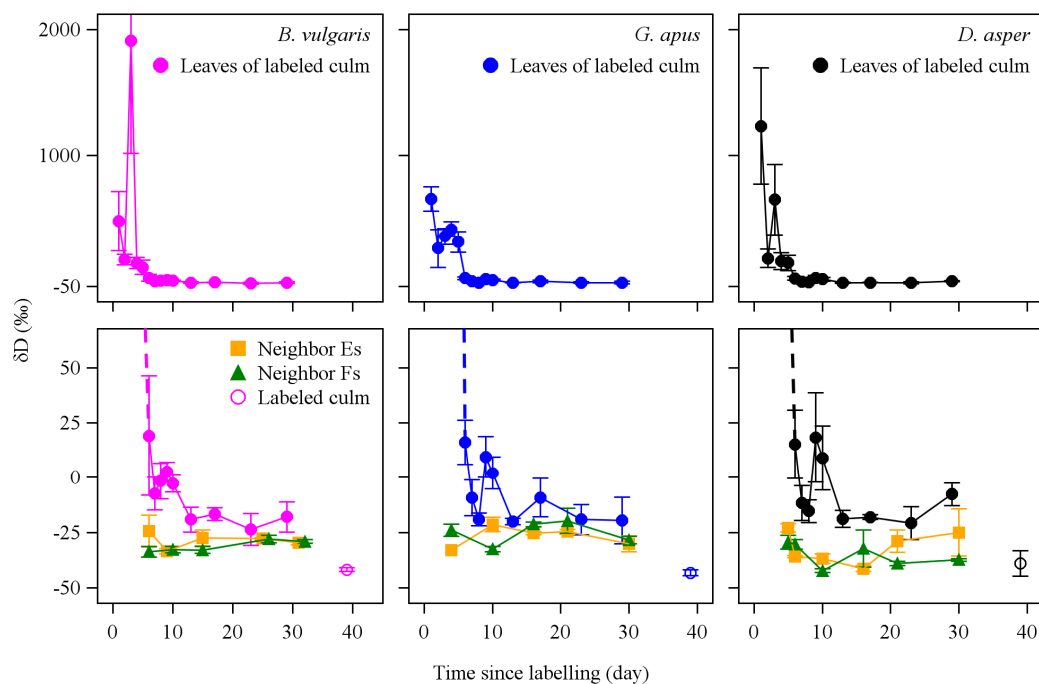 B. vulgaris
Leaves of labeled culm
G. apus
Leaves of labeled culm
D. asper
Leaves of labeled culm
2000
1000
-50
δD (‰)
Neighbor Es
Neighbor Fs
Labeled culm
50
25
0
-25
-50
0 10 20 30 40 0 10 20 30 40 0 10 20 30 40
Time since labelling (day)